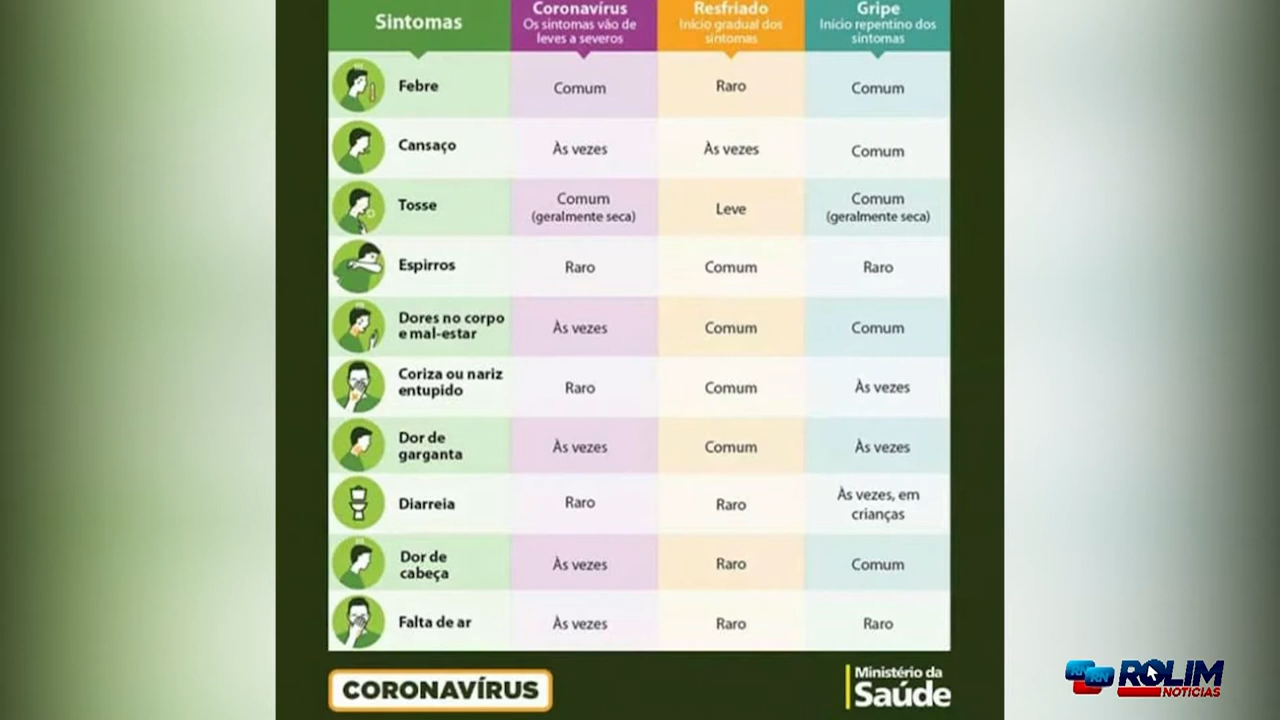 Sintomas
Coronavírus
Os sintomas vão de
leves a severos
Resfriado
Início gradual dos
sintomas
Gripe
Início repentino dos
sintomas
Febre
Comum
Raro
Comum
Cansaço
Às vezes
Às vezes
Comum
Tosse
Comum
(geralmente seca)
Leve
Comum
(geralmente seca)
Espirros
Raro
Comum
Raro
Dores no corpo
e mal-estar
Às vezes
Comum
Comum
Coriza ou nariz
entupido
Raro
Comum
Às vezes
Dor de
garganta
Às vezes
Comum
Às vezes
Diarreia
Raro
Raro
Às vezes, em
crianças
Dor de
cabeça
Às vezes
Raro
Comum
Falta de ar
Às vezes
Raro
Raro
CORONAVÍRUS
Ministério da
Saúde
RN
ROLIM
NOTÍCIAS